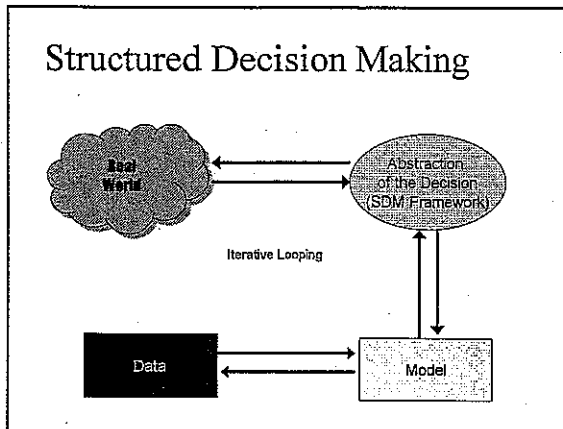 Structured Decision Making
Real
World
Abstraction
of the Decision
(SDM Framework)
Iterative Looping
Data
Model